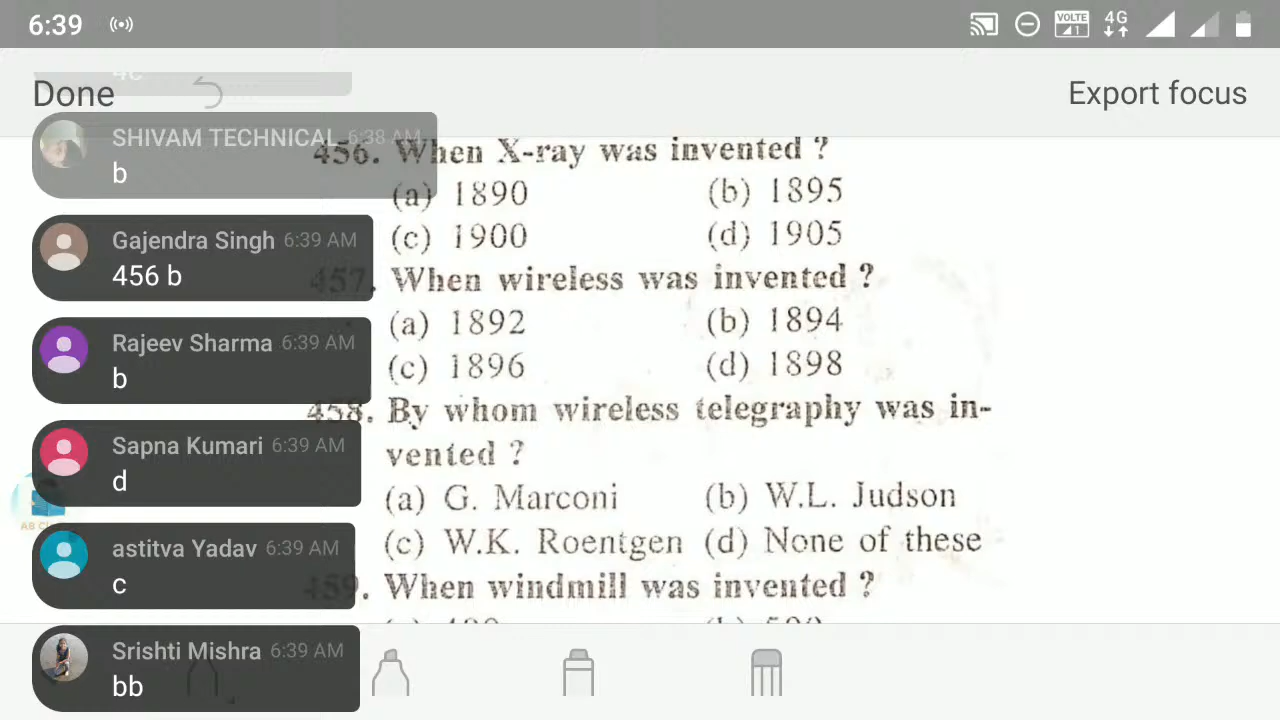 6:39
VOLTE
1
4G
Done
Export focus
SHIVAM TECHNICAL 6:38 AM
b
Gajendra Singh 6:39 AM
456 b
Rajeev Sharma 6:39 AM
b
Sapna Kumari 6:39 AM
d
astitva Yadav 6:39 AM
c
Srishti Mishra 6:39 AM
bb
456. When X-ray was invented ?
(a) 1890 (b) 1895
(c) 1900 (d) 1905
457. When wireless was invented ?
(a) 1892 (b) 1894
(c) 1896 (d) 1898
458. By whom wireless telegraphy was in-
vented ?
(a) G. Marconi (b) W.L. Judson
(c) W.K. Roentgen (d) None of these
459. When windmill was invented ?